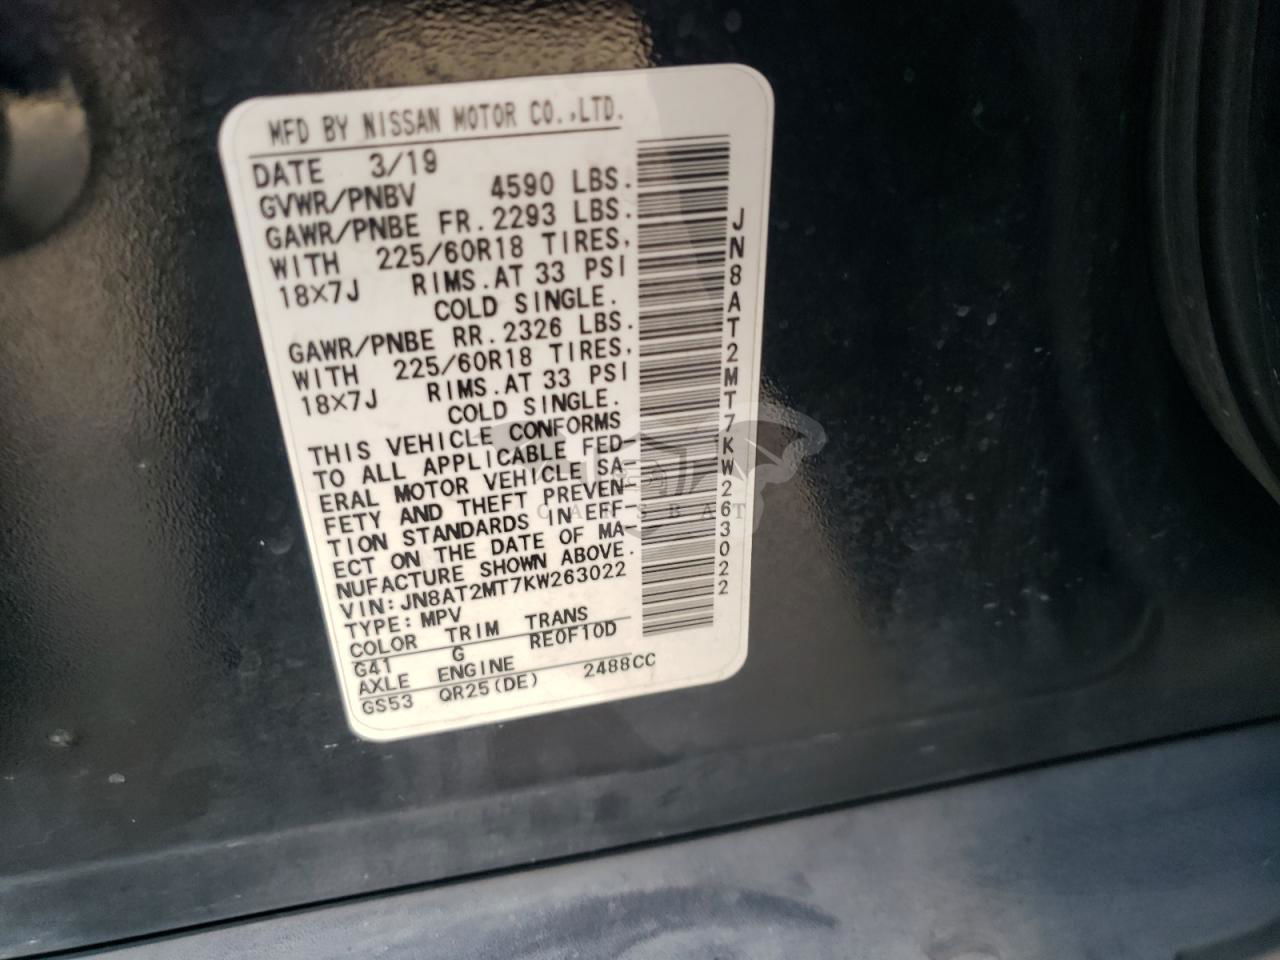 MFD BY NISSAN MOTOR CO.,LTD.
DATE 3/19
GVWR/PNBV 4590 LBS.
GAWR/PNBE FR. 2293 LBS.
WITH 225/60R18 TIRES,
18X7J RIMS. AT 33 PSI
COLD SINGLE.
GAWR/PNBE RR. 2326 LBS.
WITH 225/60R18 TIRES,
18X7J RIMS. AT 33 PSI
COLD SINGLE.
THIS VEHICLE CONFORMS
TO ALL APPLICABLE FED-
ERAL MOTOR VEHICLE SA-
FETY AND THEFT PREVEN-
TION STANDARDS IN EFF-
ECT ON THE DATE OF MA-
NUFACTURE SHOWN ABOVE.
VIN: JN8AT2MT7KW263022
TYPE: MPV
COLOR TRIM TRANS
G41 G RE0F10D
AXLE ENGINE
GS53 QR25(DE) 2488CC
JN8AT2MT7KW263022
CARSBAT